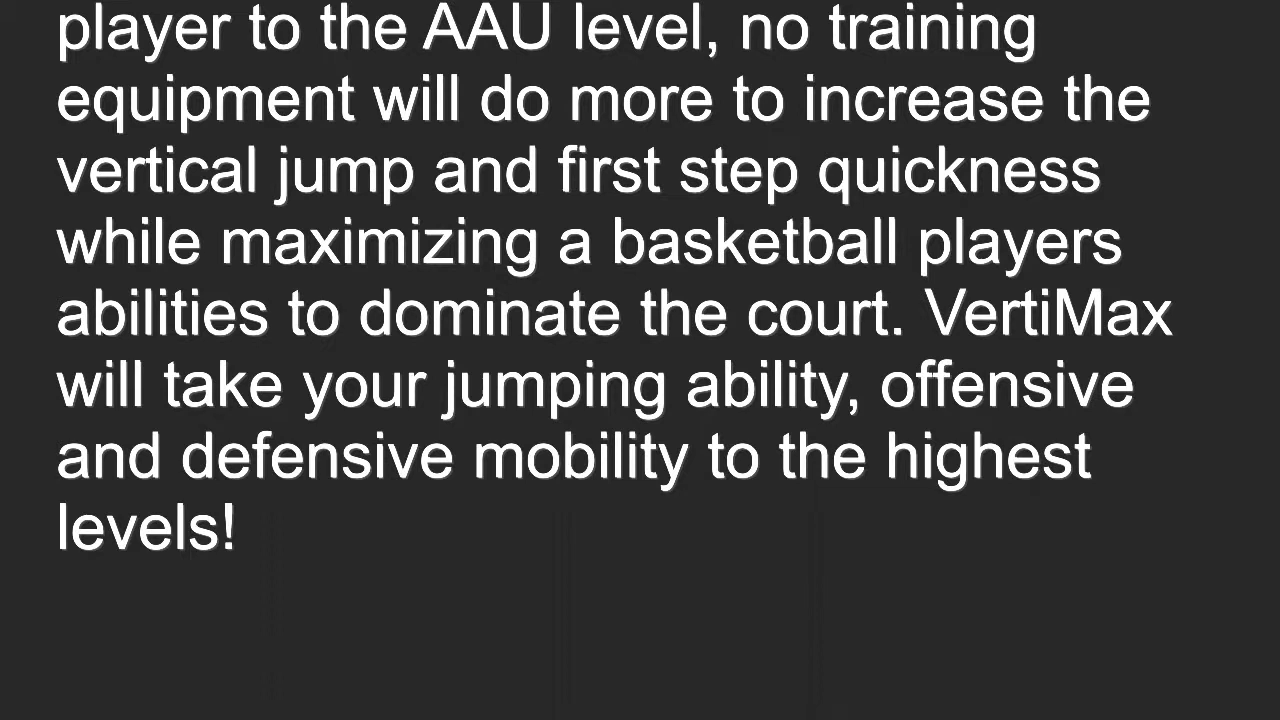 player to the AAU level, no training
equipment will do more to increase the
vertical jump and first step quickness
while maximizing a basketball players
abilities to dominate the court. VertiMax
will take your jumping ability, offensive
and defensive mobility to the highest
levels!